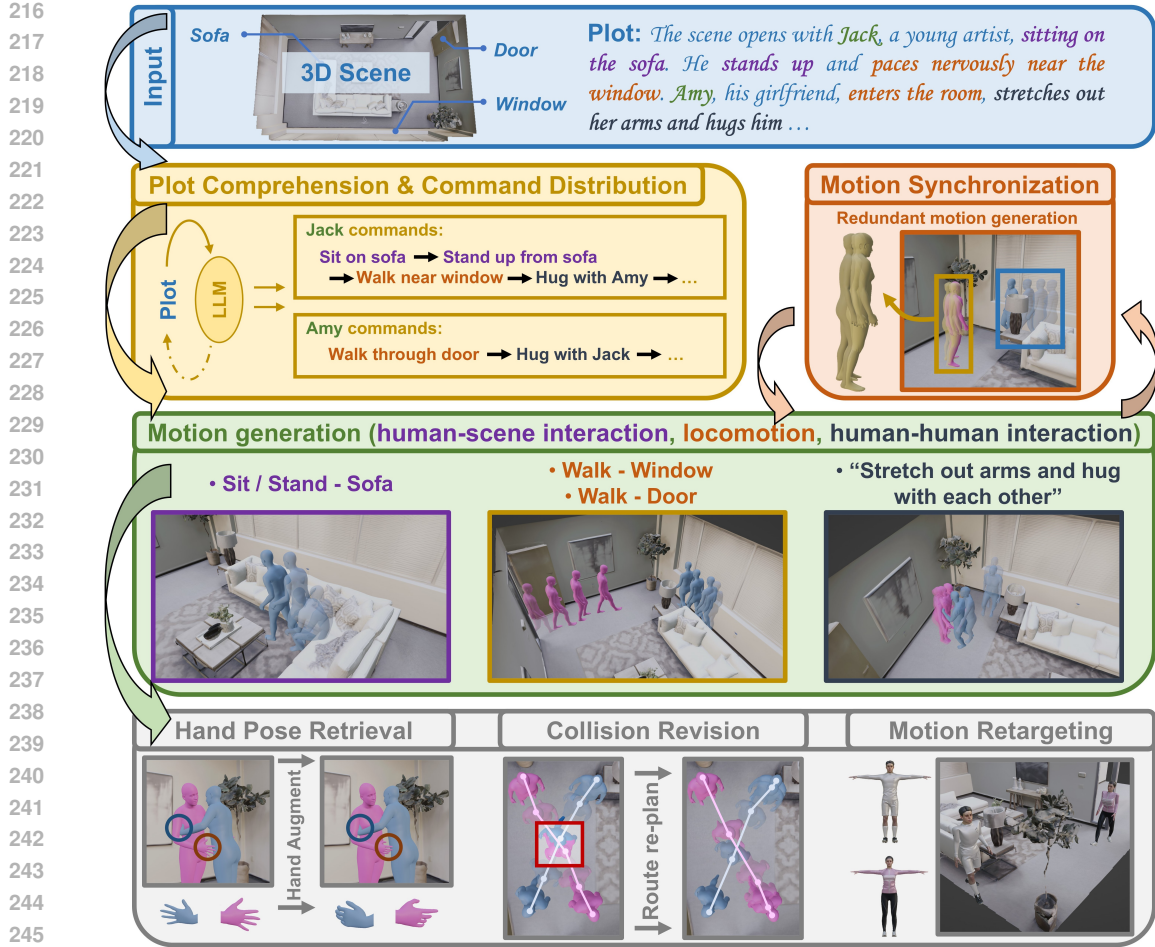 216
217
218
219
220
221
222
223
224
225
226
227
228
229
230
231
232
233
234
235
236
237
238
239
240
241
242
243
244
245
Input
Sofa
3D Scene
Door
Window
Plot: The scene opens with Jack, a young artist, sitting on
the sofa. He stands up and paces nervously near the
window. Amy, his girlfriend, enters the room, stretches out
her arms and hugs him ...
Plot Comprehension & Command Distribution
Plot
LLM
Jack commands:
Sit on sofa → Stand up from sofa
→ Walk near window → Hug with Amy → ...
Amy commands:
Walk through door → Hug with Jack → ...
Motion Synchronization
Redundant motion generation
Motion generation (human-scene interaction, locomotion, human-human interaction)
• Sit / Stand - Sofa
• Walk - Window
• Walk - Door
• “Stretch out arms and hug
with each other”
Hand Pose Retrieval
Hand Augment
Collision Revision
Route re-plan
Motion Retargeting